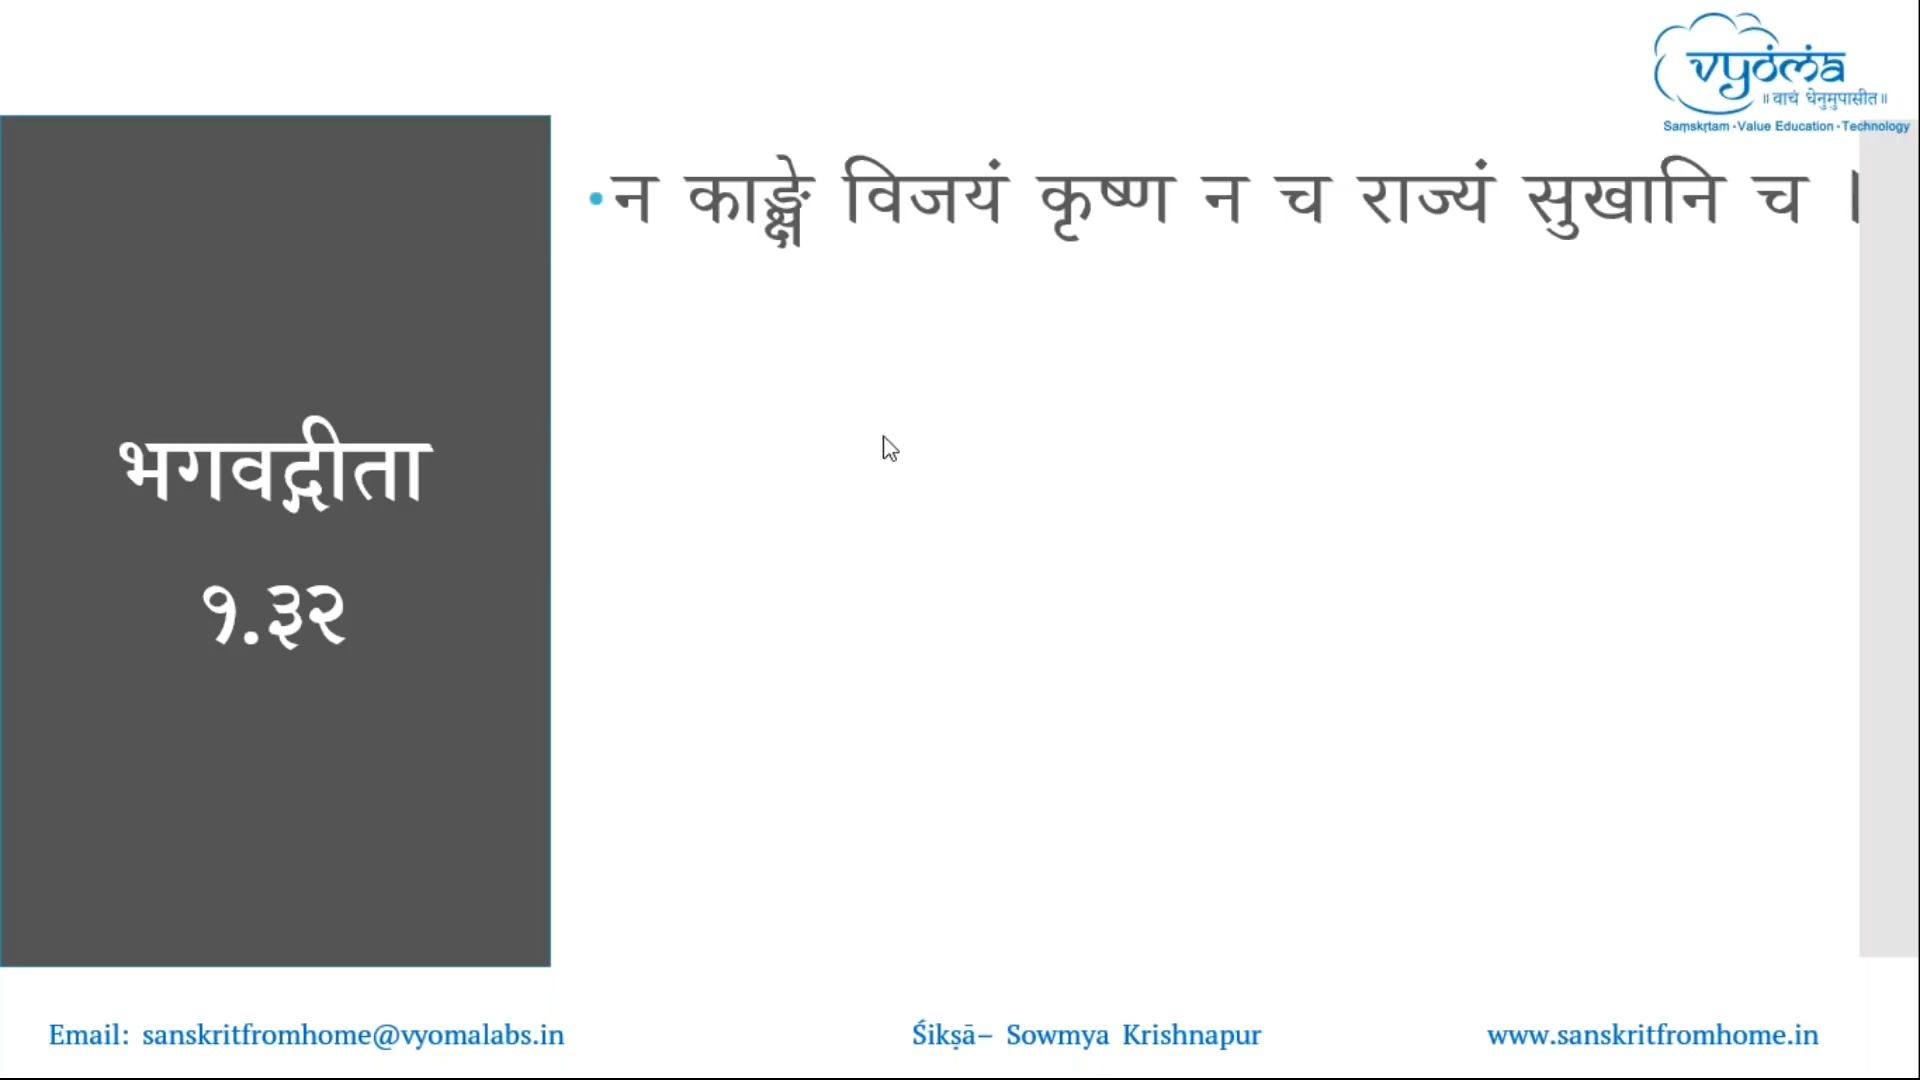 vyoma
॥ वाचं धेनुमुपासीत॥
Saṃskṛtam - Value Education - Technology
•न काङ्क्षे विजयं कृष्ण न च राज्यं सुखानि च ।
भगवद्गीता
१.३२
Email: sanskritfromhome@vyomalabs.in
Śikṣā– Sowmya Krishnapur
www.sanskritfromhome.in